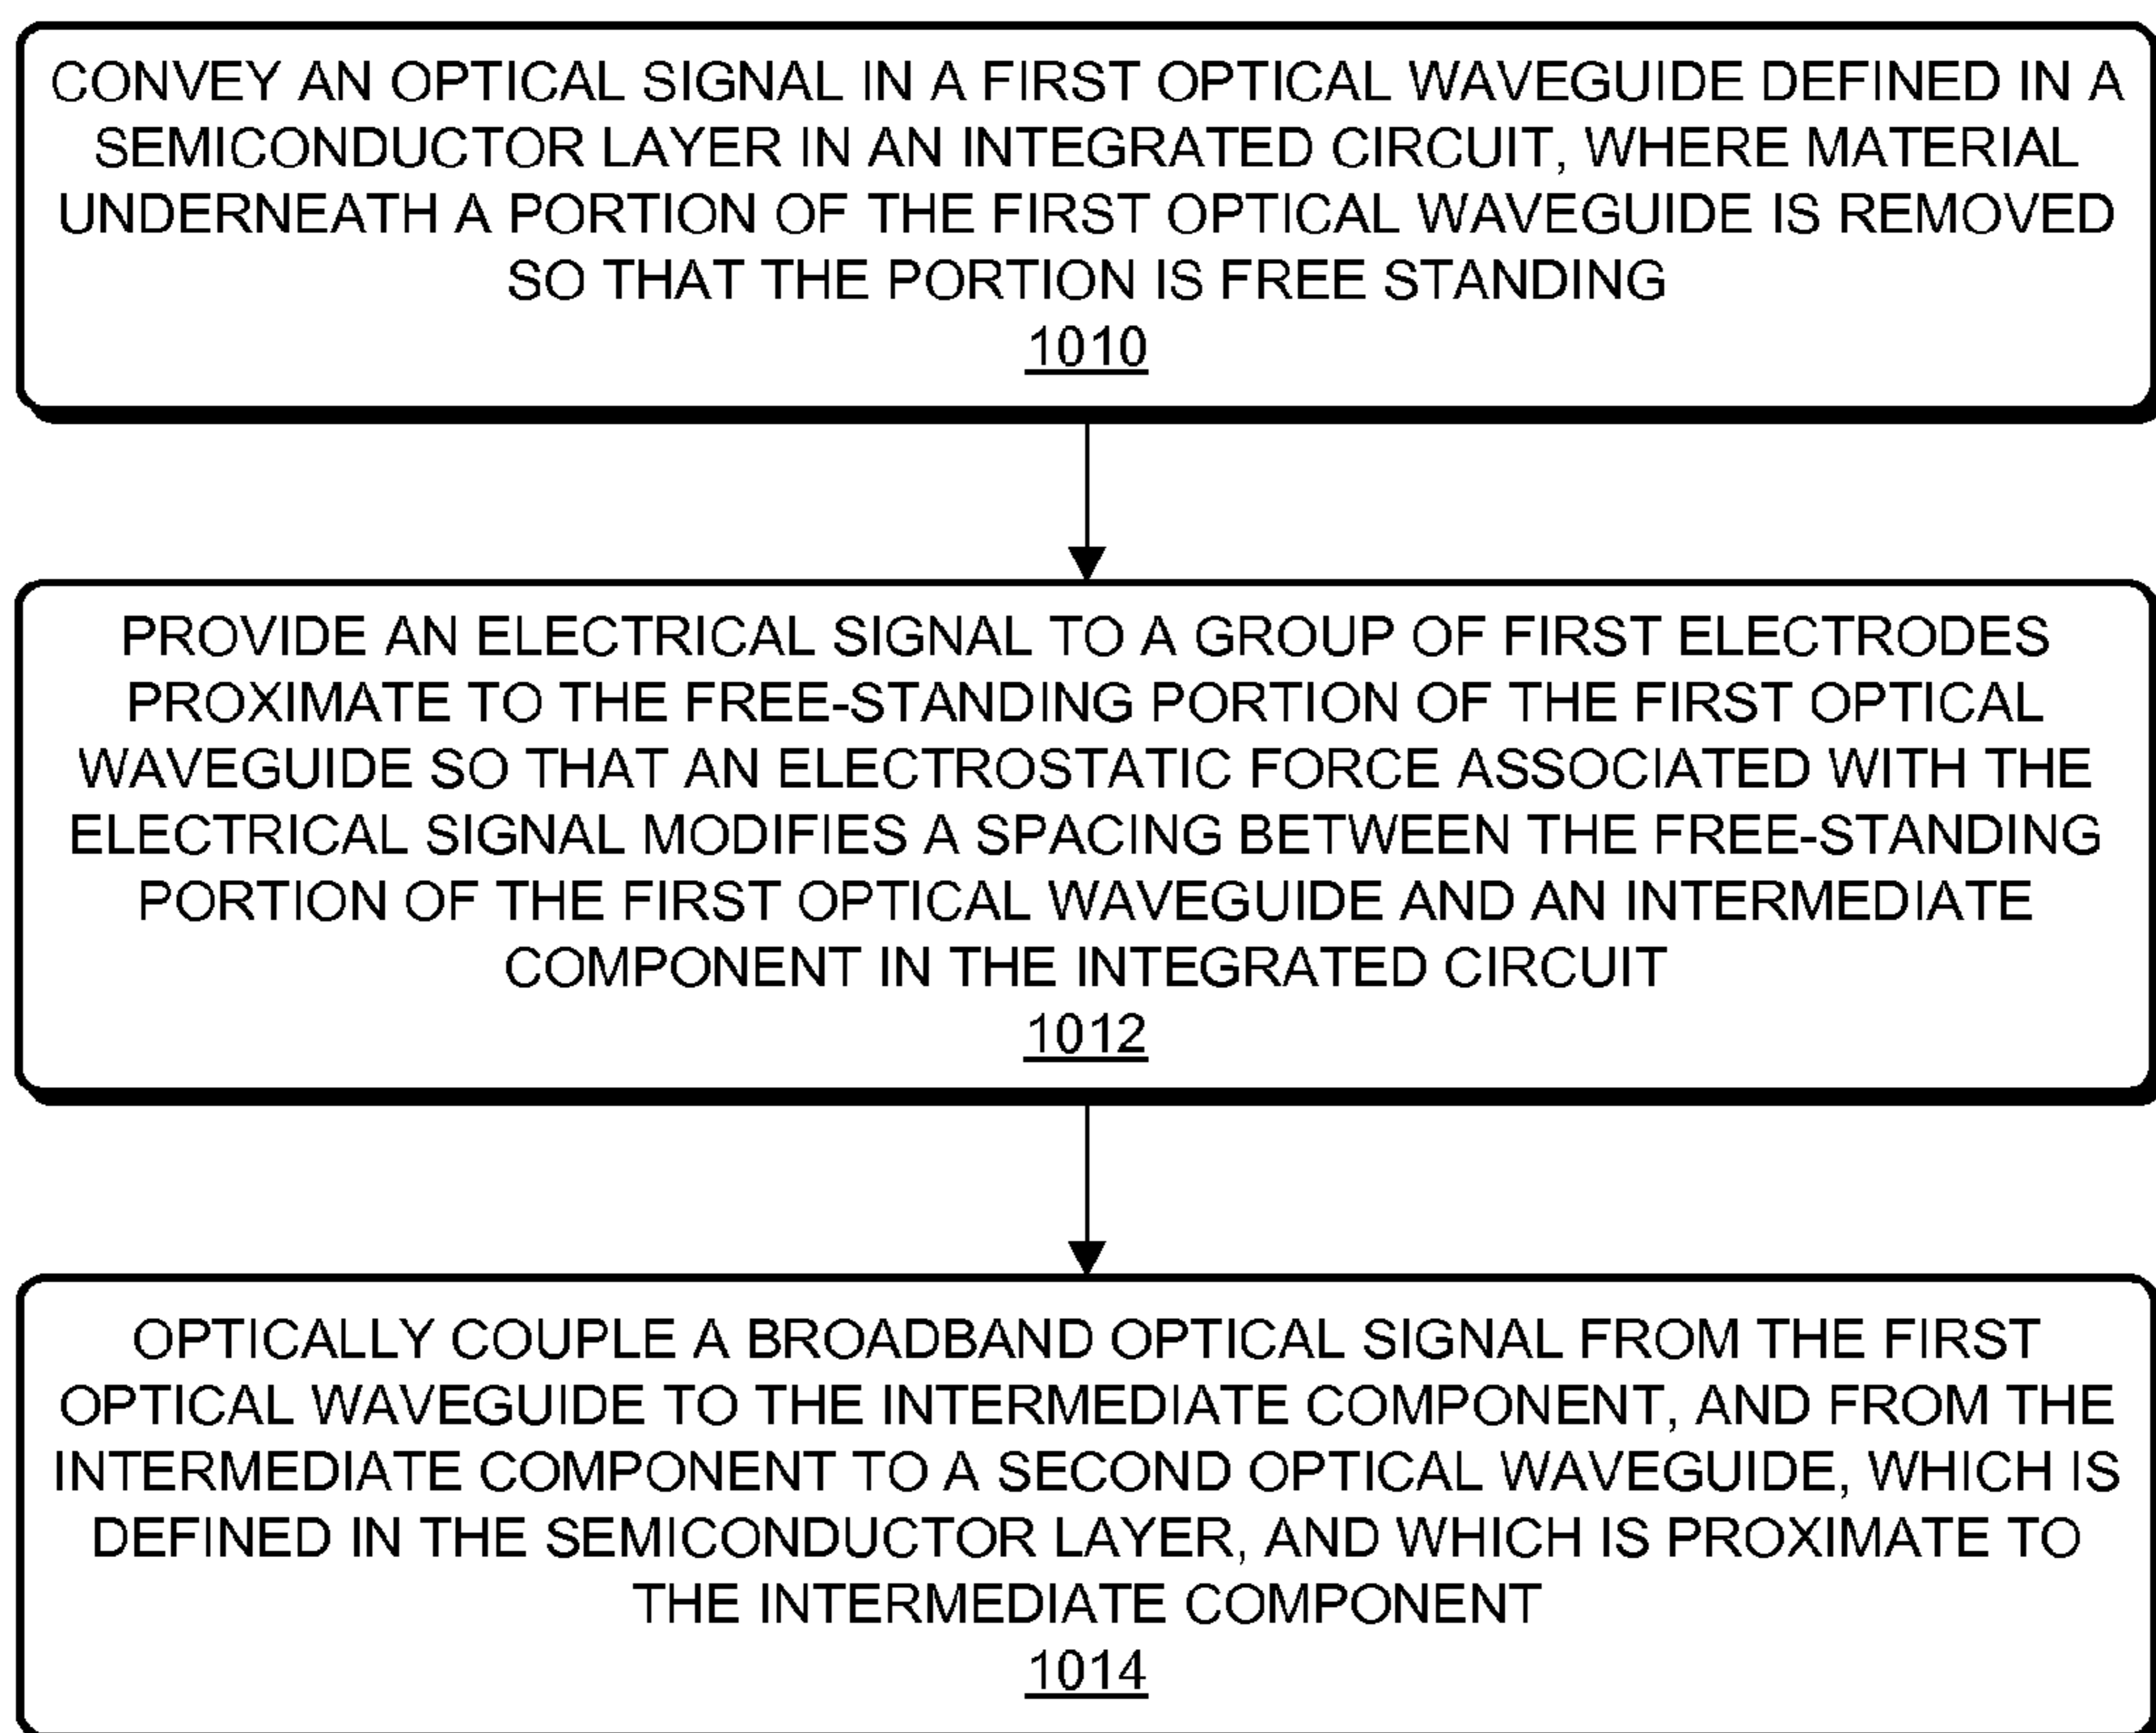 CONVEY AN OPTICAL SIGNAL IN A FIRST OPTICAL WAVEGUIDE DEFINED IN A
SEMICONDUCTOR LAYER IN AN INTEGRATED CIRCUIT, WHERE MATERIAL
UNDERNEATH A PORTION OF THE FIRST OPTICAL WAVEGUIDE IS REMOVED
SO THAT THE PORTION IS FREE STANDING
1010
PROVIDE AN ELECTRICAL SIGNAL TO A GROUP OF FIRST ELECTRODES
PROXIMATE TO THE FREE-STANDING PORTION OF THE FIRST OPTICAL
WAVEGUIDE SO THAT AN ELECTROSTATIC FORCE ASSOCIATED WITH THE
ELECTRICAL SIGNAL MODIFIES A SPACING BETWEEN THE FREE-STANDING
PORTION OF THE FIRST OPTICAL WAVEGUIDE AND AN INTERMEDIATE
COMPONENT IN THE INTEGRATED CIRCUIT
1012
OPTICALLY COUPLE A BROADBAND OPTICAL SIGNAL FROM THE FIRST
OPTICAL WAVEGUIDE TO THE INTERMEDIATE COMPONENT, AND FROM THE
INTERMEDIATE COMPONENT TO A SECOND OPTICAL WAVEGUIDE, WHICH IS
DEFINED IN THE SEMICONDUCTOR LAYER, AND WHICH IS PROXIMATE TO
THE INTERMEDIATE COMPONENT
1014